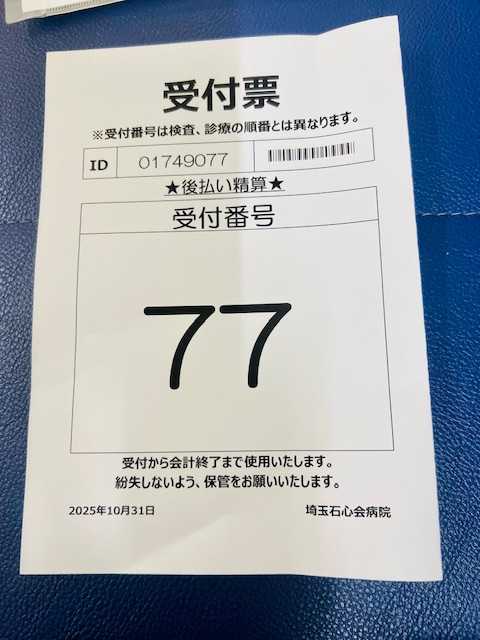 受付票
※受付番号は検査、診療の順番とは異なります。
ID 01749077
★後払い精算★
受付番号
77
受付から会計終了まで使用いたします。
紛失しないよう、保管をお願いいたします。
2025年10月31日 埼玉石心会病院